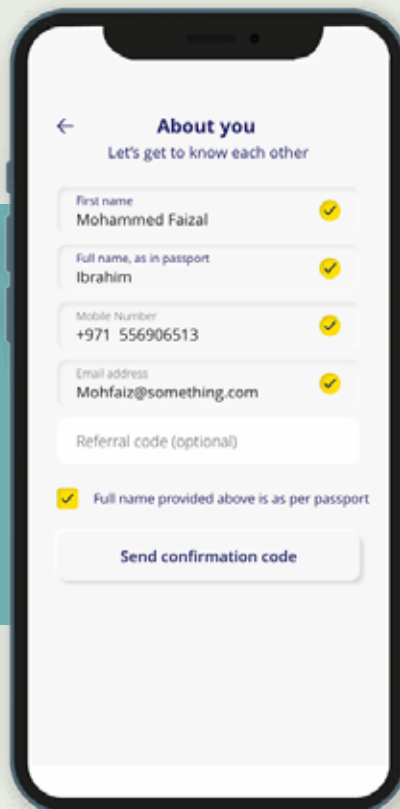 About you
Let's get to know each other
First name
Mohammed Faizal
Full name, as in passport
Ibrahim
Mobile Number
+971 556906513
Email address
Mohfaiz@something.com
Referral code (optional)
Full name provided above is as per passport
Send confirmation code